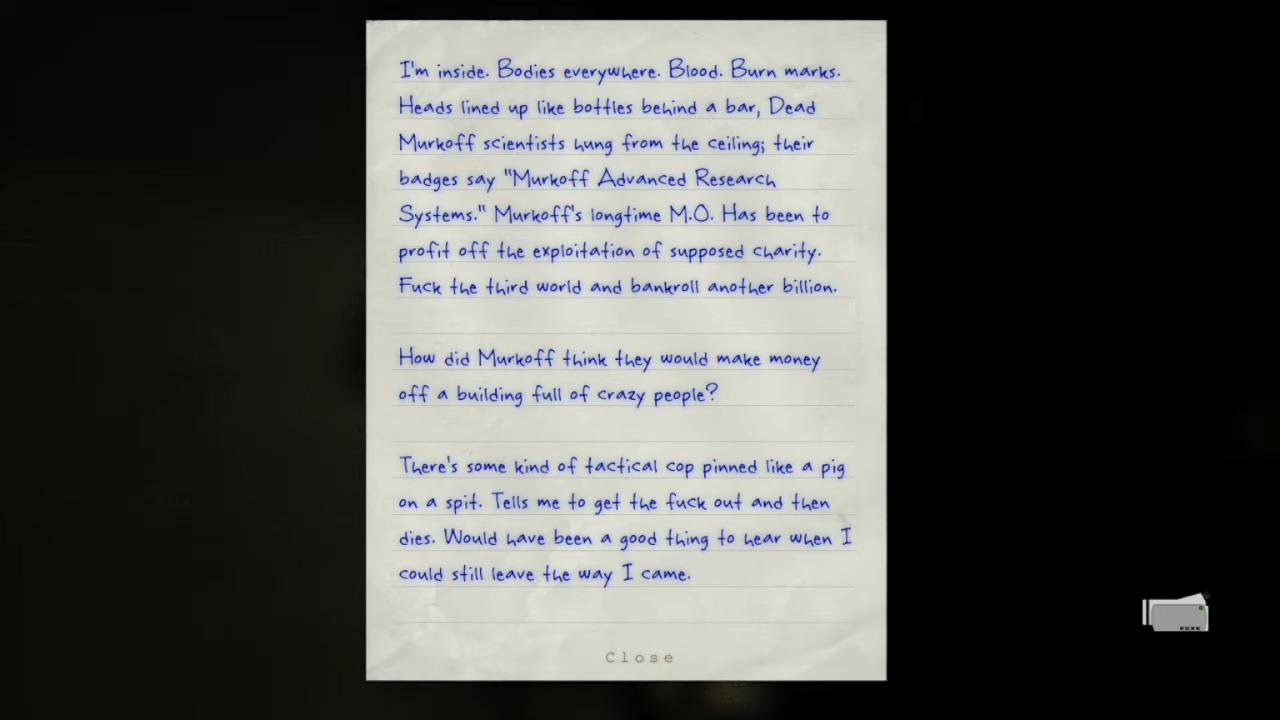 I'm inside. Bodies everywhere. Blood. Burn marks.
Heads lined up like bottles behind a bar, Dead
Murkoff scientists hung from the ceiling; their
badges say "Murkoff Advanced Research
Systems." Murkoff's longtime M.O. Has been to
profit off the exploitation of supposed charity.
Fuck the third world and bankroll another billion.
How did Murkoff think they would make money
off a building full of crazy people?
There's some kind of tactical cop pinned like a pig
on a spit. Tells me to get the fuck out and then
dies. Would have been a good thing to hear when I
could still leave the way I came.
Close